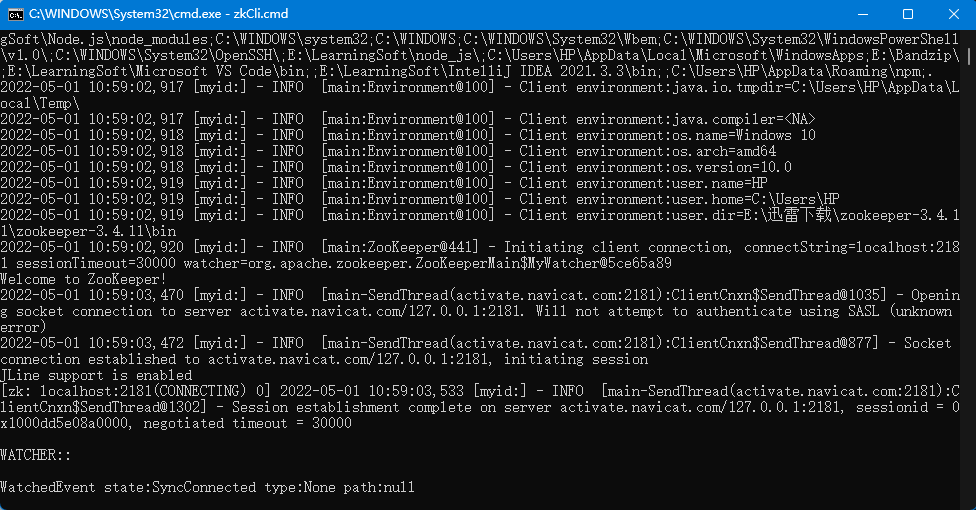 C:\WINDOWS\System32\cmd.exe - zkCli.cmd
gSoft\Node.js\node_modules;C:\WINDOWS\system32;C:\WINDOWS;C:\WINDOWS\System32\Wbem;C:\WINDOWS\System32\WindowsPowerShell
\v1.0\;C:\WINDOWS\System32\OpenSSH\;E:\LearningSoft\node_js\;C:\Users\HP\AppData\Local\Microsoft\WindowsApps;E:\Bandzip\
;E:\LearningSoft\Microsoft VS Code\bin;;E:\LearningSoft\IntelliJ IDEA 2021.3.3\bin;;C:\Users\HP\AppData\Roaming\npm;.
2022-05-01 10:59:02,917 [myid:] - INFO  [main:Environment@100] - Client environment:java.io.tmpdir=C:\Users\HP\AppData\L
ocal\Temp\
2022-05-01 10:59:02,917 [myid:] - INFO  [main:Environment@100] - Client environment:java.compiler=<NA>
2022-05-01 10:59:02,918 [myid:] - INFO  [main:Environment@100] - Client environment:os.name=Windows 10
2022-05-01 10:59:02,918 [myid:] - INFO  [main:Environment@100] - Client environment:os.arch=amd64
2022-05-01 10:59:02,918 [myid:] - INFO  [main:Environment@100] - Client environment:os.version=10.0
2022-05-01 10:59:02,919 [myid:] - INFO  [main:Environment@100] - Client environment:user.name=HP
2022-05-01 10:59:02,919 [myid:] - INFO  [main:Environment@100] - Client environment:user.home=C:\Users\HP
2022-05-01 10:59:02,919 [myid:] - INFO  [main:Environment@100] - Client environment:user.dir=E:\迅雷下载\zookeeper-3.4.1
1\zookeeper-3.4.11\bin
2022-05-01 10:59:02,920 [myid:] - INFO  [main:ZooKeeper@441] - Initiating client connection, connectString=localhost:218
1 sessionTimeout=30000 watcher=org.apache.zookeeper.ZooKeeperMain$MyWatcher@5ce65a89
Welcome to ZooKeeper!
2022-05-01 10:59:03,470 [myid:] - INFO  [main-SendThread(activate.navicat.com:2181):ClientCnxn$SendThread@1035] - Openin
g socket connection to server activate.navicat.com/127.0.0.1:2181. Will not attempt to authenticate using SASL (unknown
error)
2022-05-01 10:59:03,472 [myid:] - INFO  [main-SendThread(activate.navicat.com:2181):ClientCnxn$SendThread@877] - Socket
connection established to activate.navicat.com/127.0.0.1:2181, initiating session
JLine support is enabled
[zk: localhost:2181(CONNECTING) 0] 2022-05-01 10:59:03,533 [myid:] - INFO  [main-SendThread(activate.navicat.com:2181):C
lientCnxn$SendThread@1302] - Session establishment complete on server activate.navicat.com/127.0.0.1:2181, sessionid = 0
x1000dd5e08a0000, negotiated timeout = 30000
WATCHER::
WatchedEvent state:SyncConnected type:None path:null